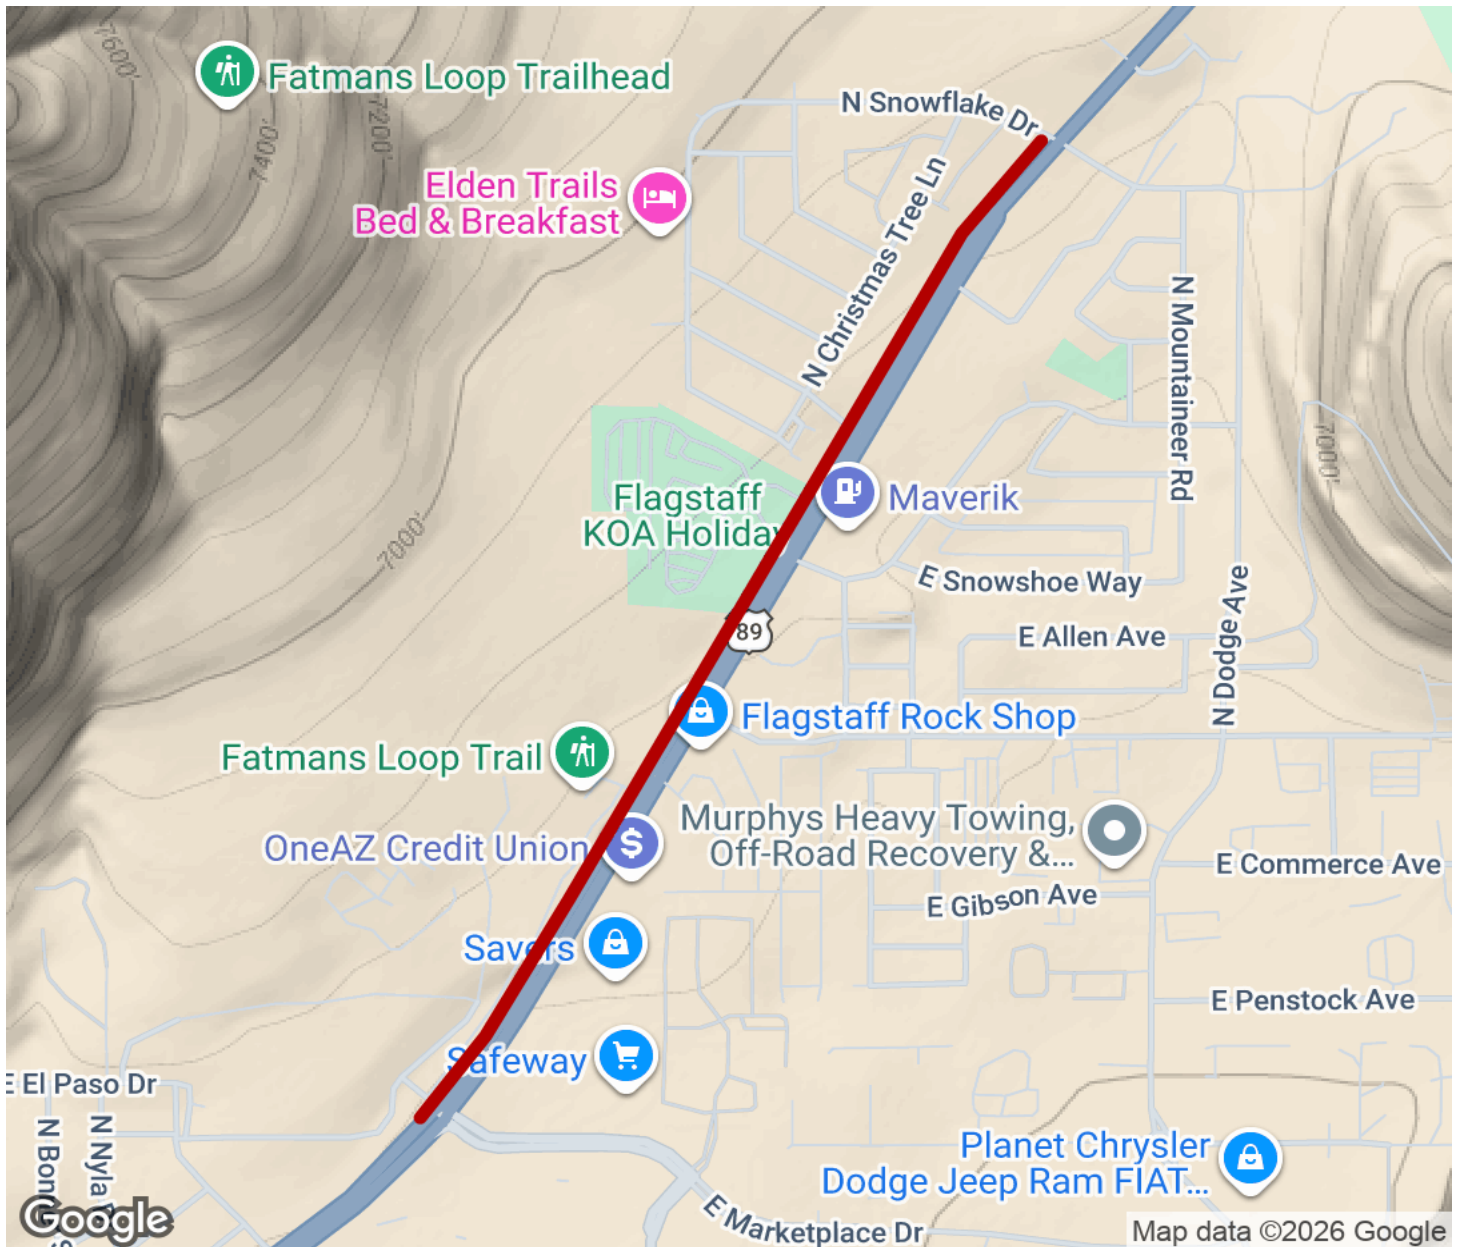 7600'
Fatmans Loop Trailhead
7400'
7200'
N Snowflake Dr
Elden Trails
Bed & Breakfast
N Christmas Tree Ln
N Mountaineer Rd
7000'
Flagstaff
KOA Holiday
Maverik
7000'
E Snowshoe Way
89
E Allen Ave
N Dodge Ave
Flagstaff Rock Shop
Fatmans Loop Trail
Murphys Heavy Towing,
Off-Road Recovery &...
OneAZ Credit Union
$
E Commerce Ave
E Gibson Ave
Savers
E Penstock Ave
Safeway
E El Paso Dr
N Nyla
Planet Chrysler
Dodge Jeep Ram FIAT...
E Marketplace Dr
Google
Map data ©2026 Google